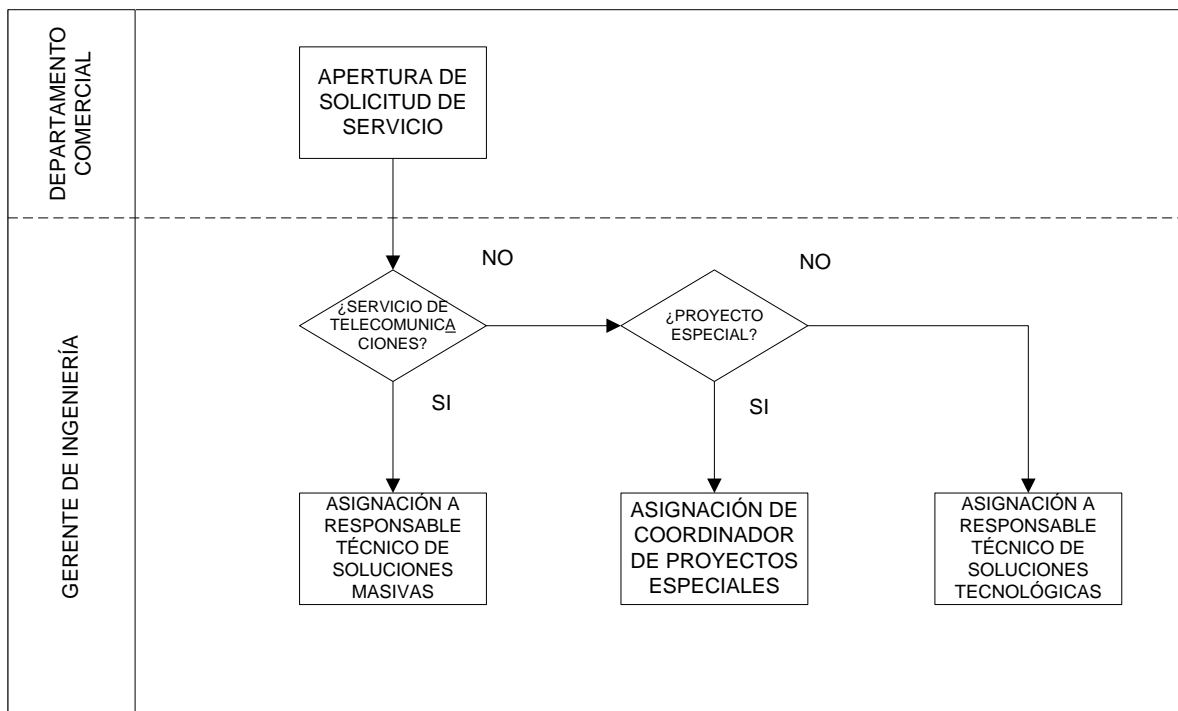 DEPARTAMENTO
COMERCIAL
APERTURA DE
SOLICITUD DE
SERVICIO
GERENTE DE INGENIERÍA
NO
NO
¿SERVICIO DE
TELECOMUNICA
CIONES?
¿PROYECTO
ESPECIAL?
SI
SI
ASIGNACIÓN A
RESPONSABLE
TÉCNICO DE
SOLUCIONES
MASIVAS
ASIGNACIÓN DE
COORDINADOR
DE PROYECTOS
ESPECIALES
ASIGNACIÓN A
RESPONSABLE
TÉCNICO DE
SOLUCIONES
TECNOLÓGICAS